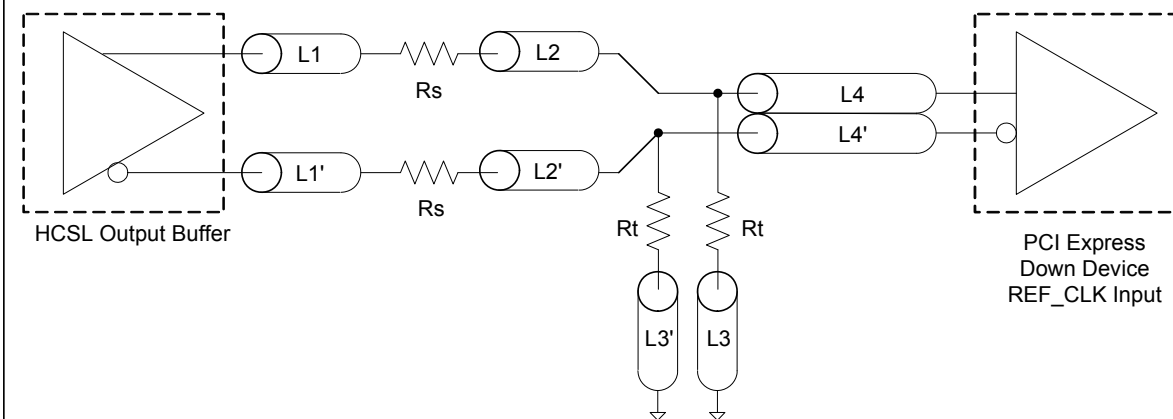 L1
Rs
L2
L4
L4'
L1'
Rs
L2'
HCSL Output Buffer
Rt
Rt
L3'
L3
PCI Express
Down Device
REF_CLK Input